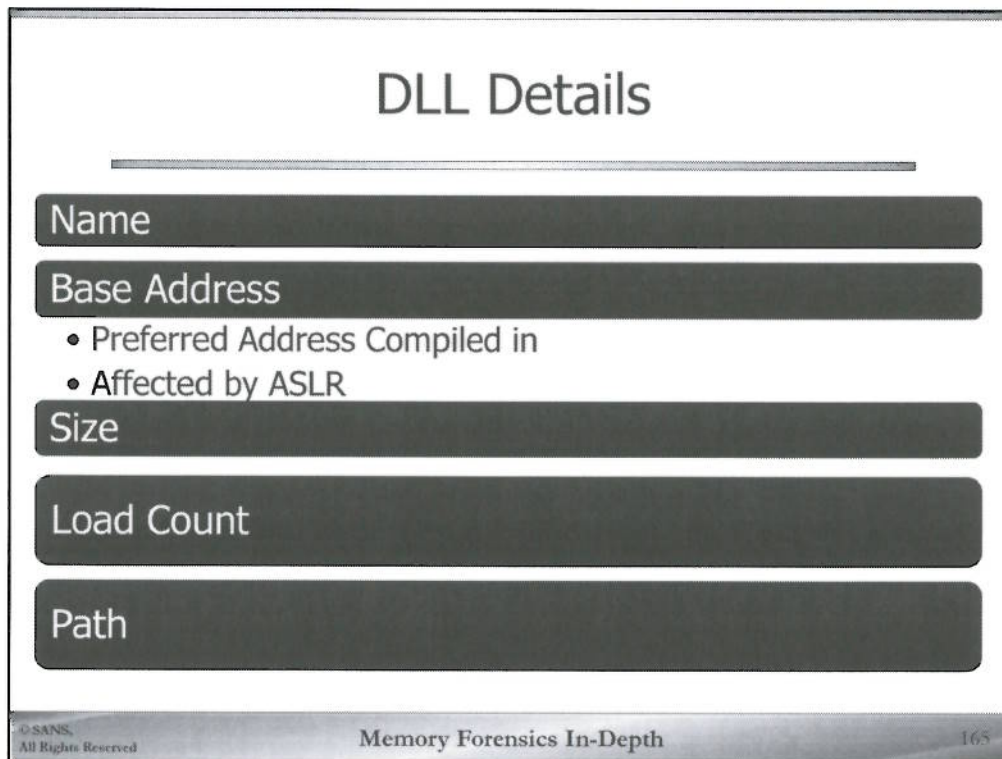 DLL Details
Name
Base Address
• Preferred Address Compiled in
• Affected by ASLR
Size
Load Count
Path
© SANS,
All Rights Reserved
Memory Forensics In-Depth
165